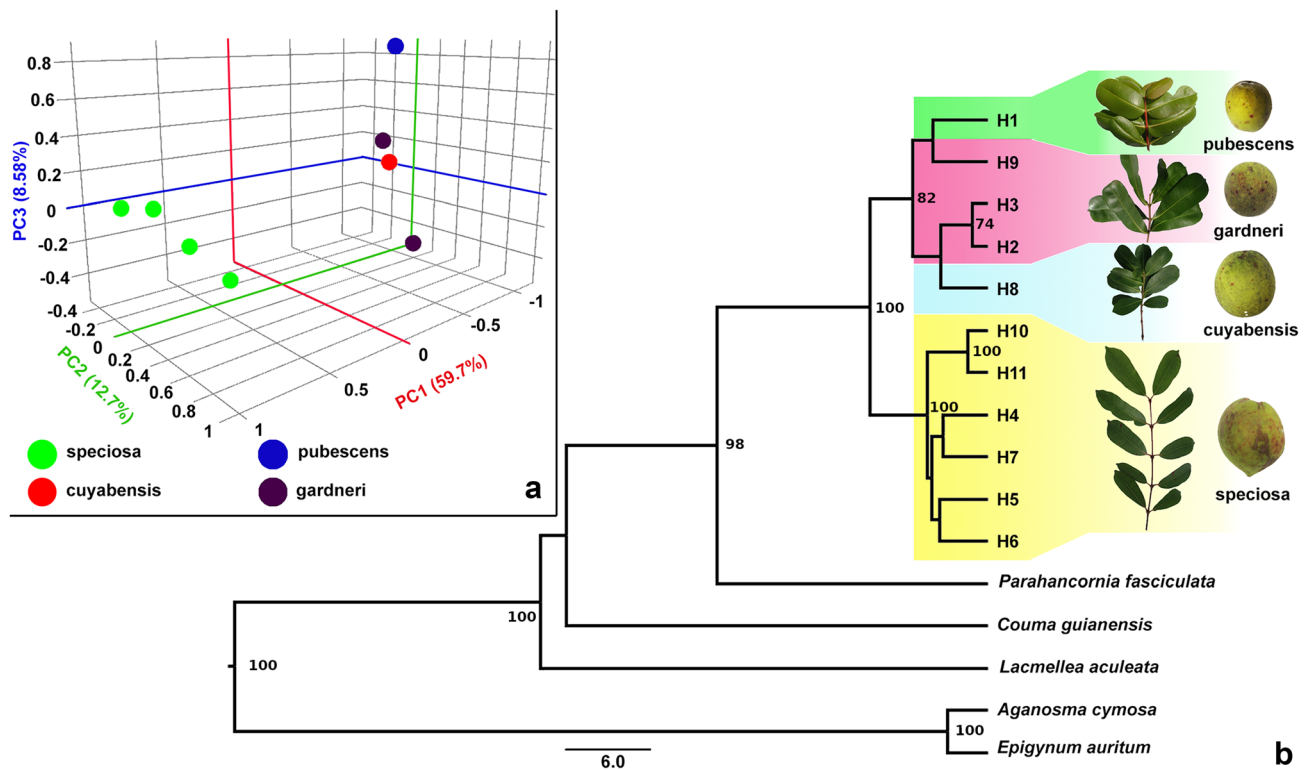 0.8
0.6
0.4
0.2
0
-0.2
-0.4
PC3 (8.58%)
-0.4
-0.2
0
0.2
0.4
0.6
0.8
1
PC2 (12.7%)
1
0.5
0
-0.5
-1
PC1 (59.7%)
speciosa
pubescens
cuyabensis
gardneri
a
H1
H9
82
H3
74
H2
H8
100
H10
100
H11
100
H4
H7
H5
H6
98
pubescens
gardneri
cuyabensis
speciosa
Parahancornia fasciculata
100
Couma guianensis
100
Lacmellea aculeata
Aganosma cymosa
100
Epigynum auritum
6.0
b